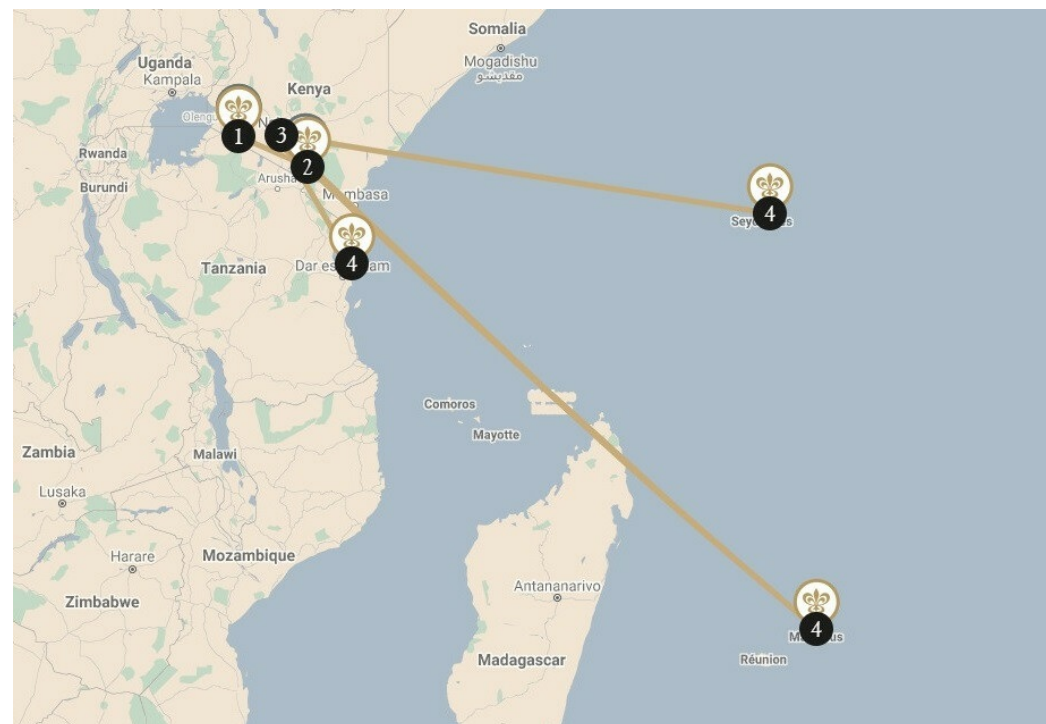 Somalia
Mogadishu
مقديشو
Uganda
Kampala
Kenya
1
3
2
Rwanda
Burundi
Arusha
Mombasa
4
Tanzania
4
Comoros
Mayotte
Zambia
Malawi
Lusaka
Harare
Mozambique
Zimbabwe
Antananarivo
Madagascar
4
Réunion